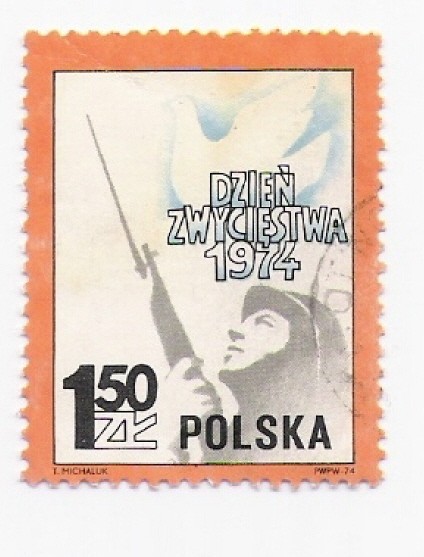 DZIEŃ
ZWYCIĘSTWA
1974
1.50
ZŁ
POLSKA
T. MICHALUK
PWPW-74